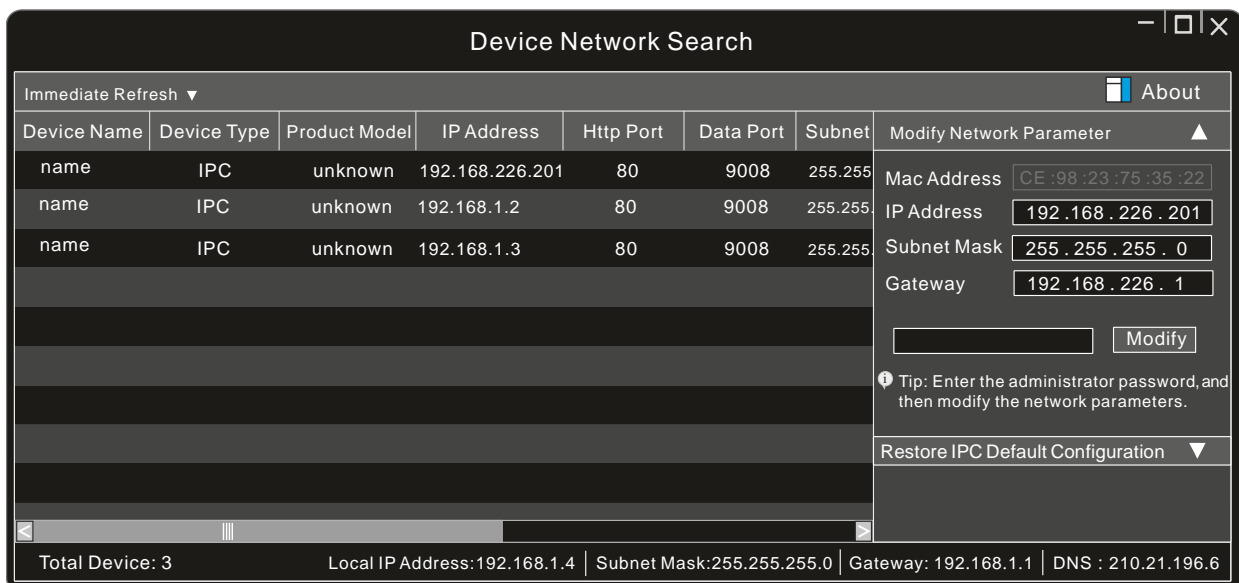 Device Network Search
Immediate Refresh ▼
About
Device Name Device Type Product Model IP Address Http Port Data Port Subnet
name IPC unknown 192.168.226.201 80 9008 255.255
name IPC unknown 192.168.1.2 80 9008 255.255.
name IPC unknown 192.168.1.3 80 9008 255.255.
Modify Network Parameter ▲
Mac Address CE :98 :23 :75 :35 :22
IP Address 192 .168 . 226 . 201
Subnet Mask 255 . 255 . 255 . 0
Gateway 192 .168 . 226 . 1
Modify
Tip: Enter the administrator password, and
then modify the network parameters.
Restore IPC Default Configuration ▼
Total Device: 3 Local IP Address:192.168.1.4 Subnet Mask:255.255.255.0 Gateway: 192.168.1.1 DNS : 210.21.196.6